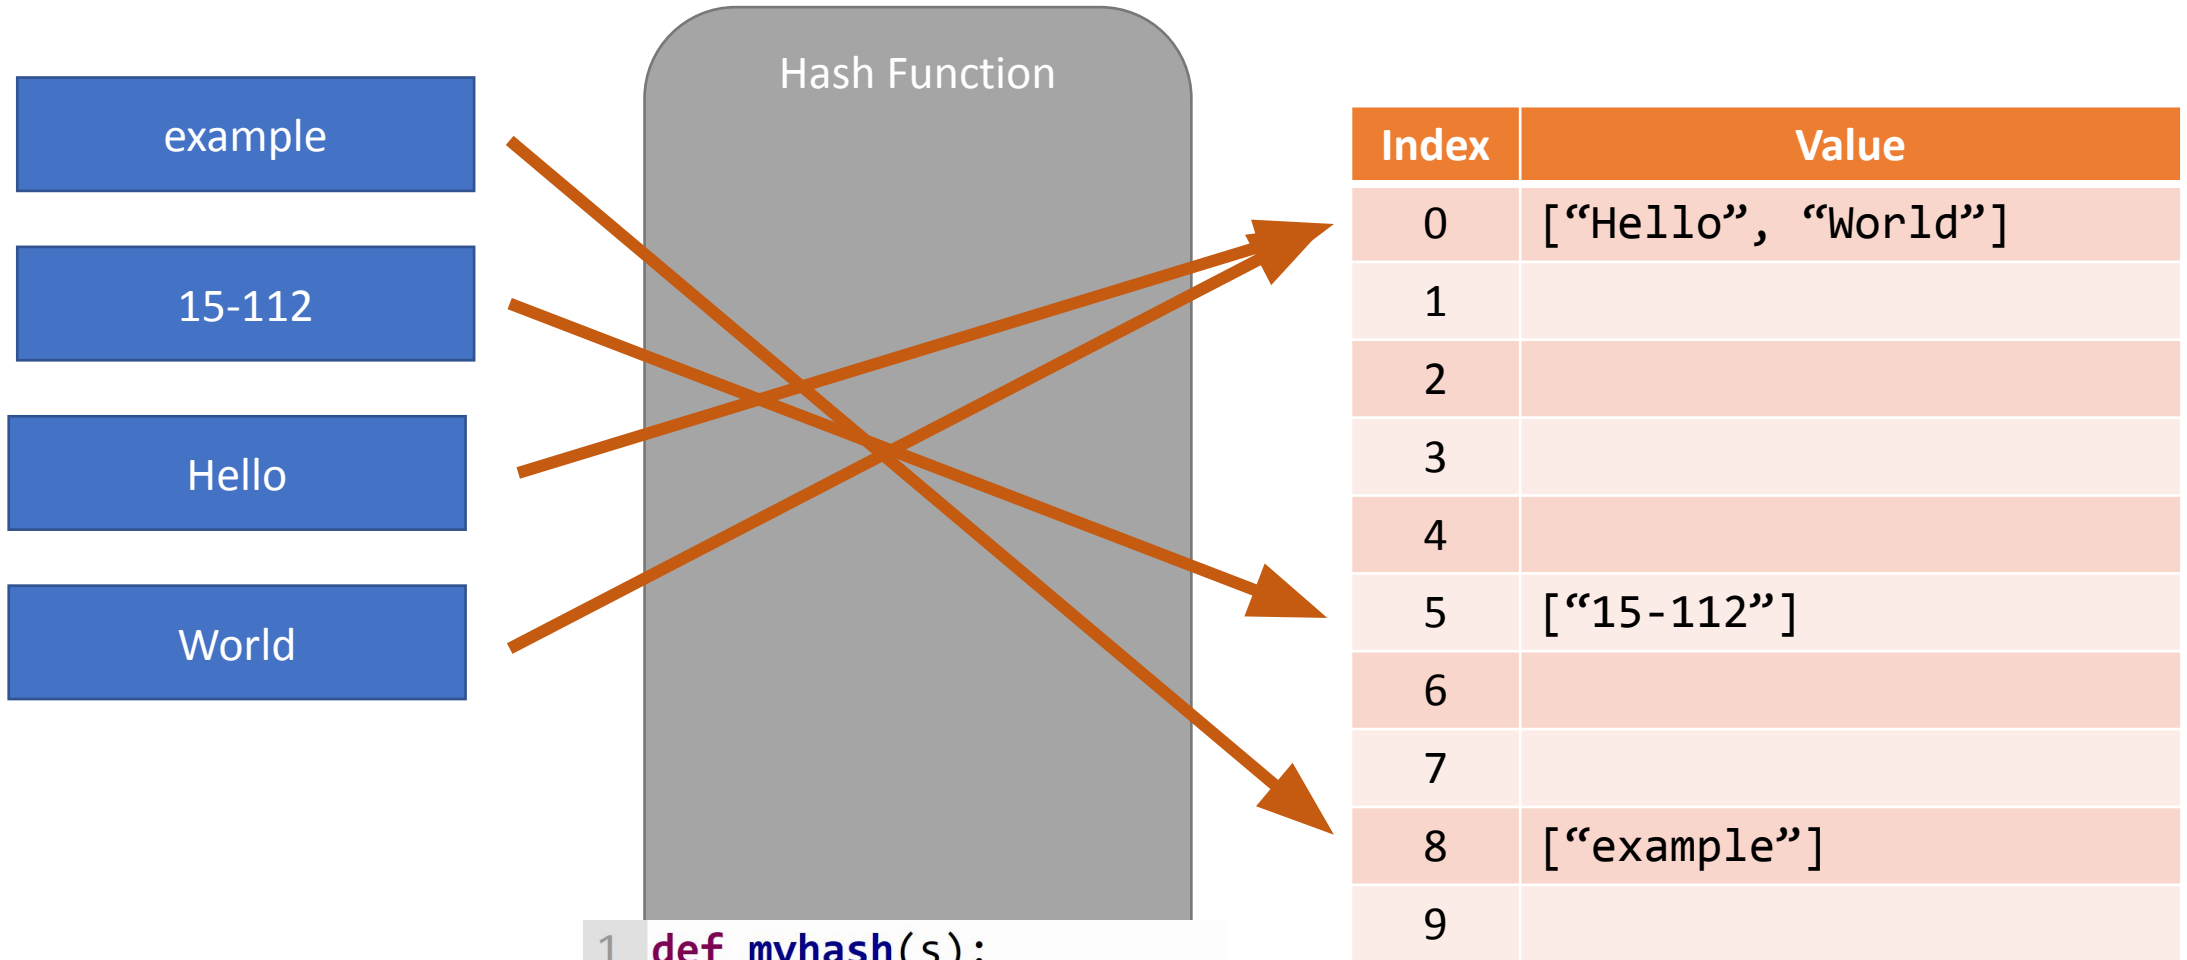 Hash Function
example
15-112
Hello
World
Index Value
0 [“Hello”, “World”]
1
2
3
4
5 [“15-112”]
6
7
8 [“example”]
9
1 def myhash(s):